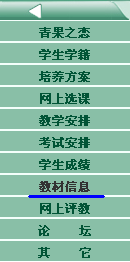 青果之恋
学生学籍
培养方案
网上选课
教学安排
考试安排
学生成绩
教材信息
网上评教
论 坛
其 它